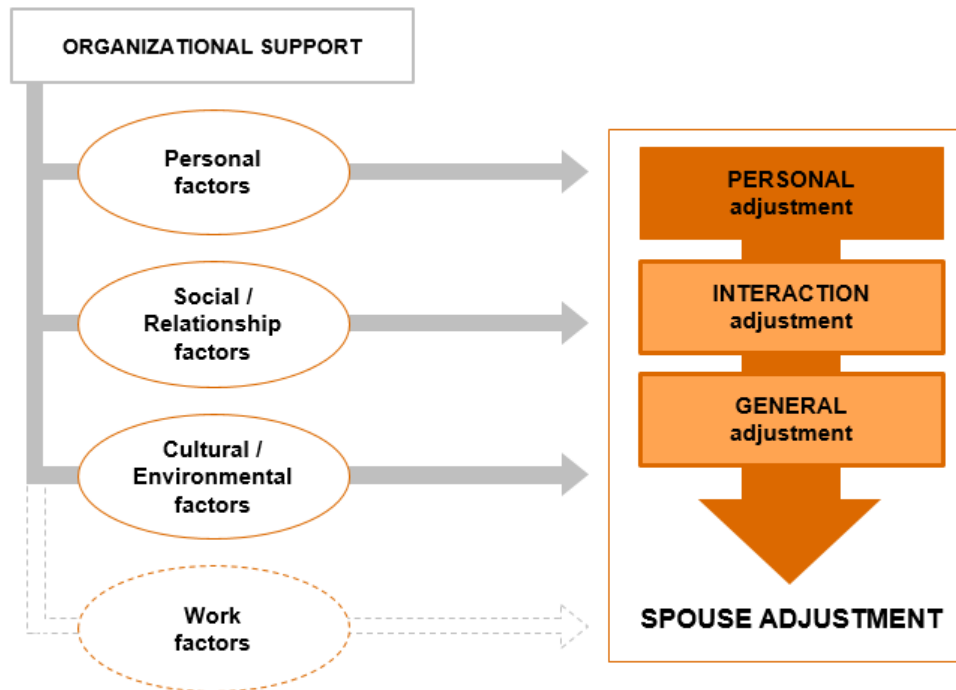 ORGANIZATIONAL SUPPORT
Personal
factors
Social /
Relationship
factors
Cultural /
Environmental
factors
Work
factors
PERSONAL
adjustment
INTERACTION
adjustment
GENERAL
adjustment
SPOUSE ADJUSTMENT